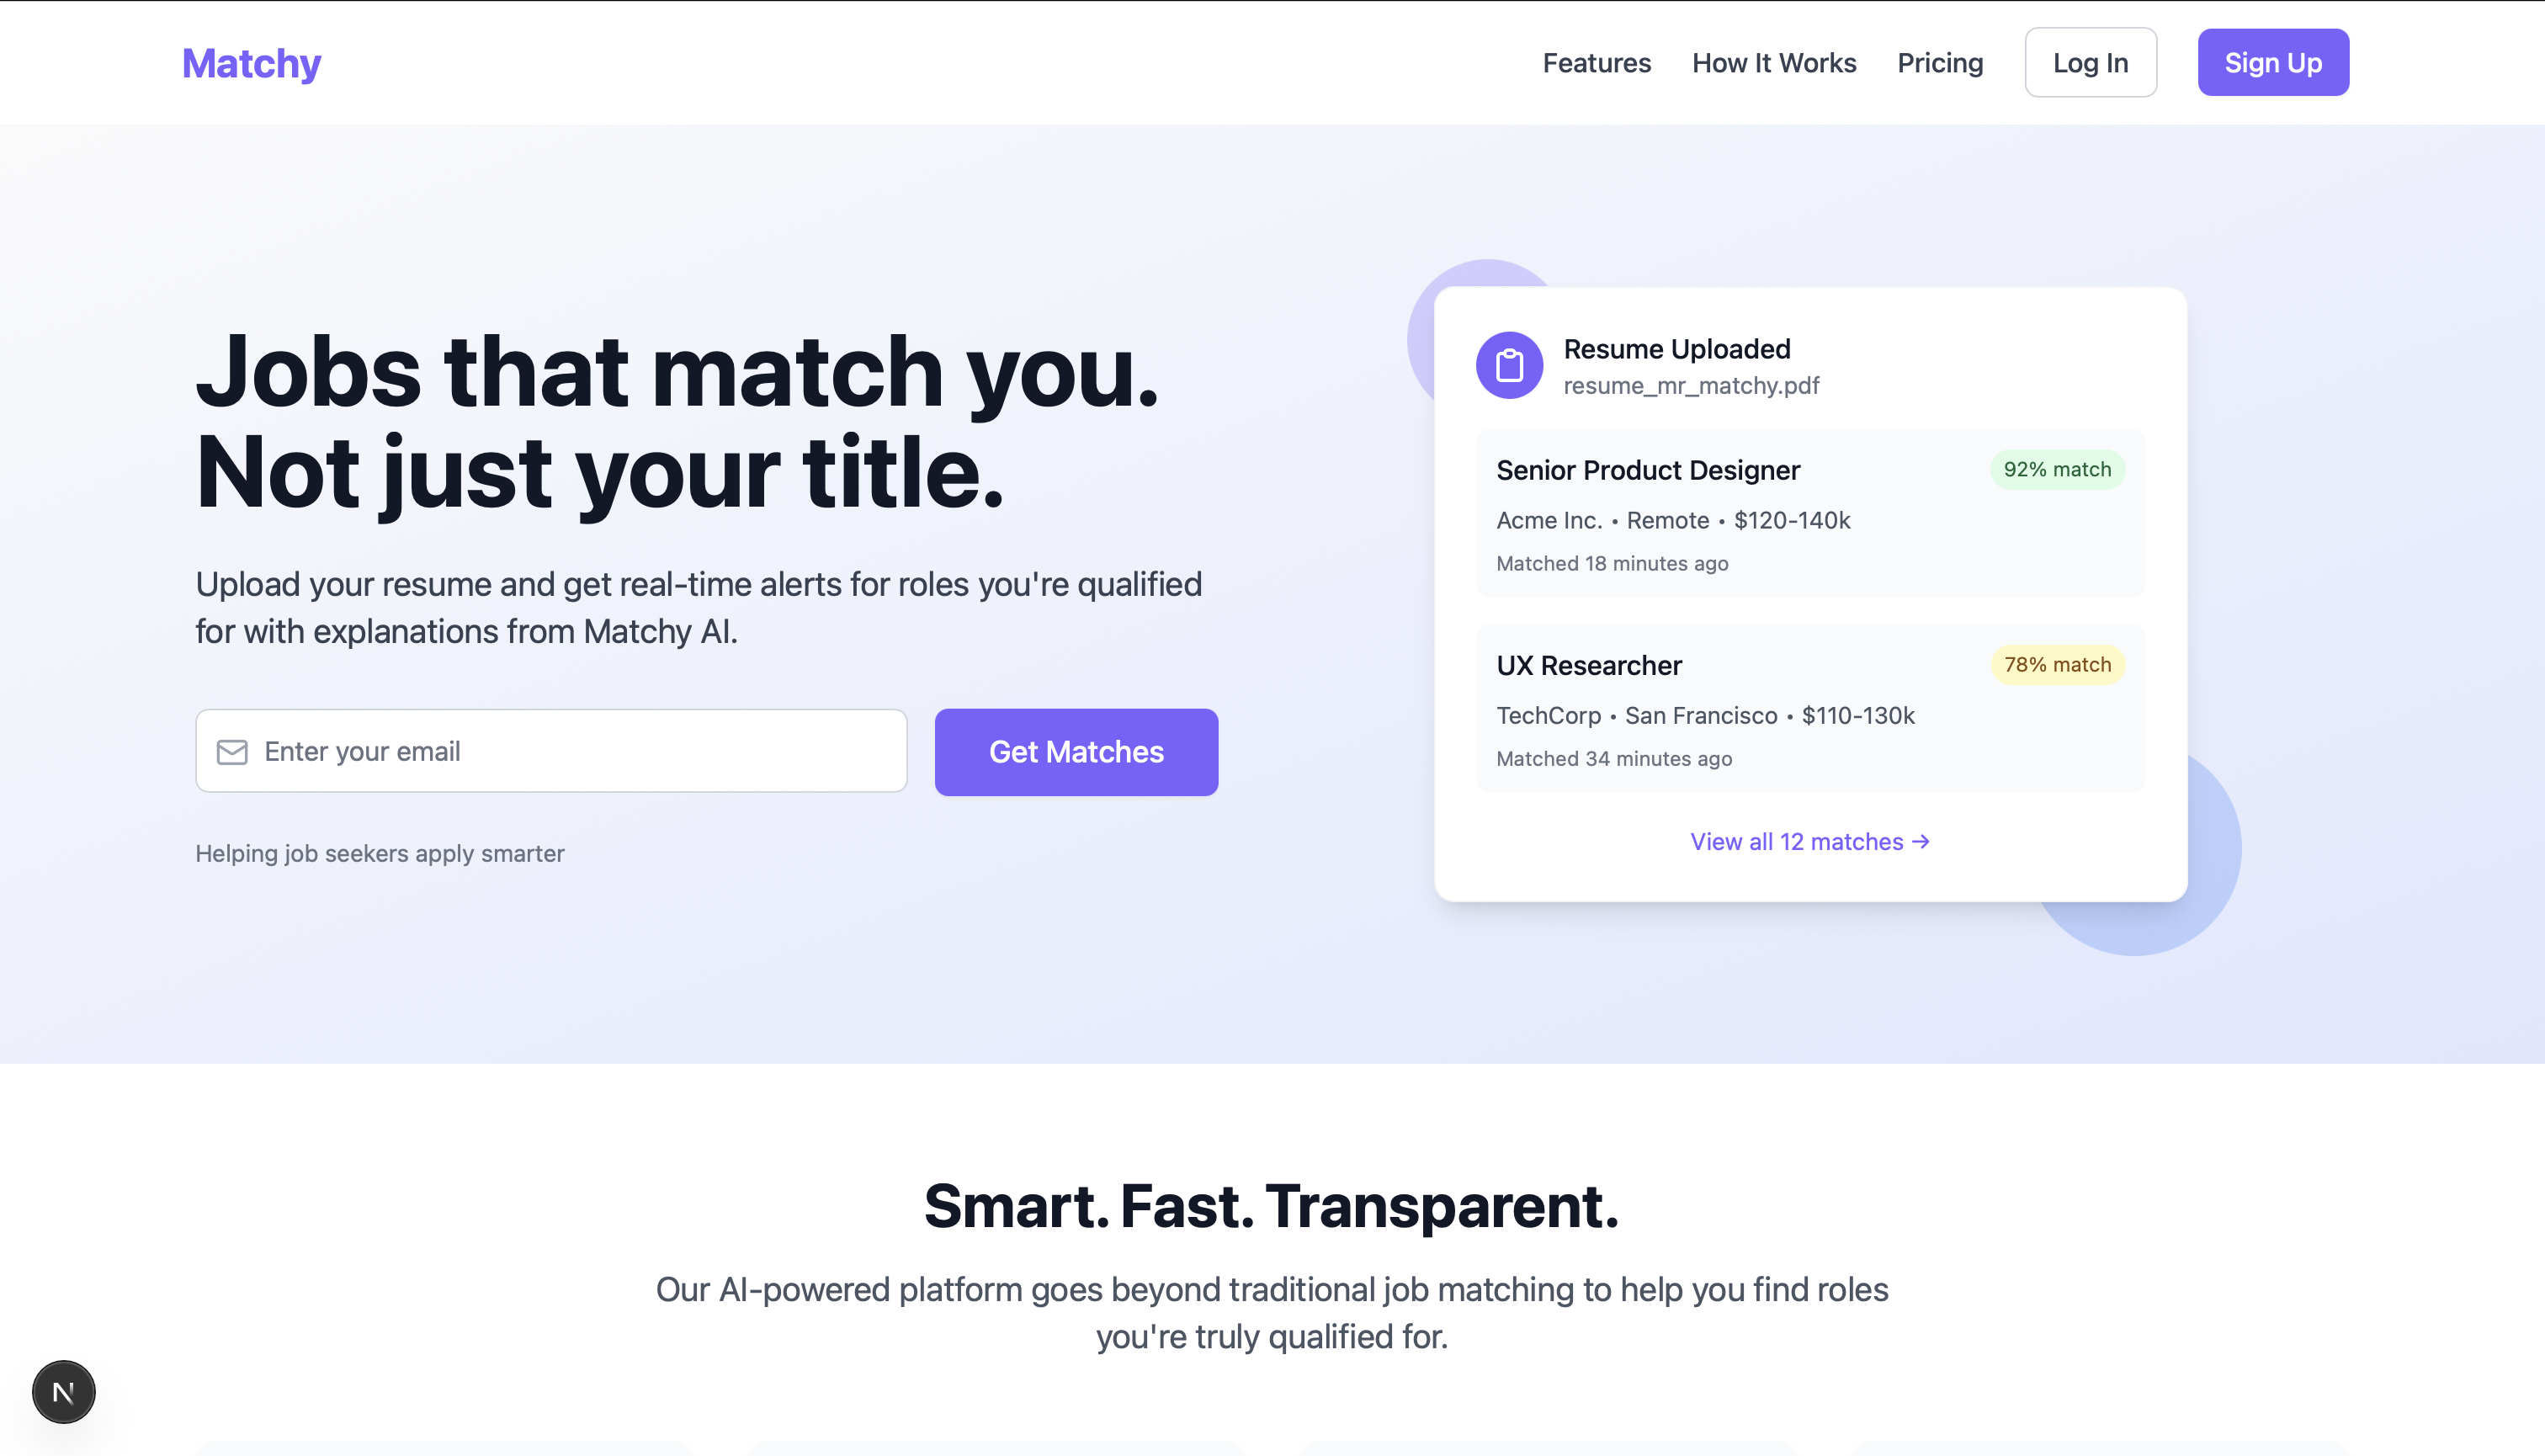 Matchy
Features
How It Works
Pricing
Log In
Sign Up
Jobs that match you.
Not just your title.
Upload your resume and get real-time alerts for roles you're qualified
for with explanations from Matchy AI.
Enter your email
Get Matches
Helping job seekers apply smarter
Resume Uploaded
resume_mr_matchy.pdf
Senior Product Designer
92% match
Acme Inc. • Remote • $120-140k
Matched 18 minutes ago
UX Researcher
78% match
TechCorp • San Francisco • $110-130k
Matched 34 minutes ago
View all 12 matches →
Smart. Fast. Transparent.
Our AI-powered platform goes beyond traditional job matching to help you find roles
you're truly qualified for.
N